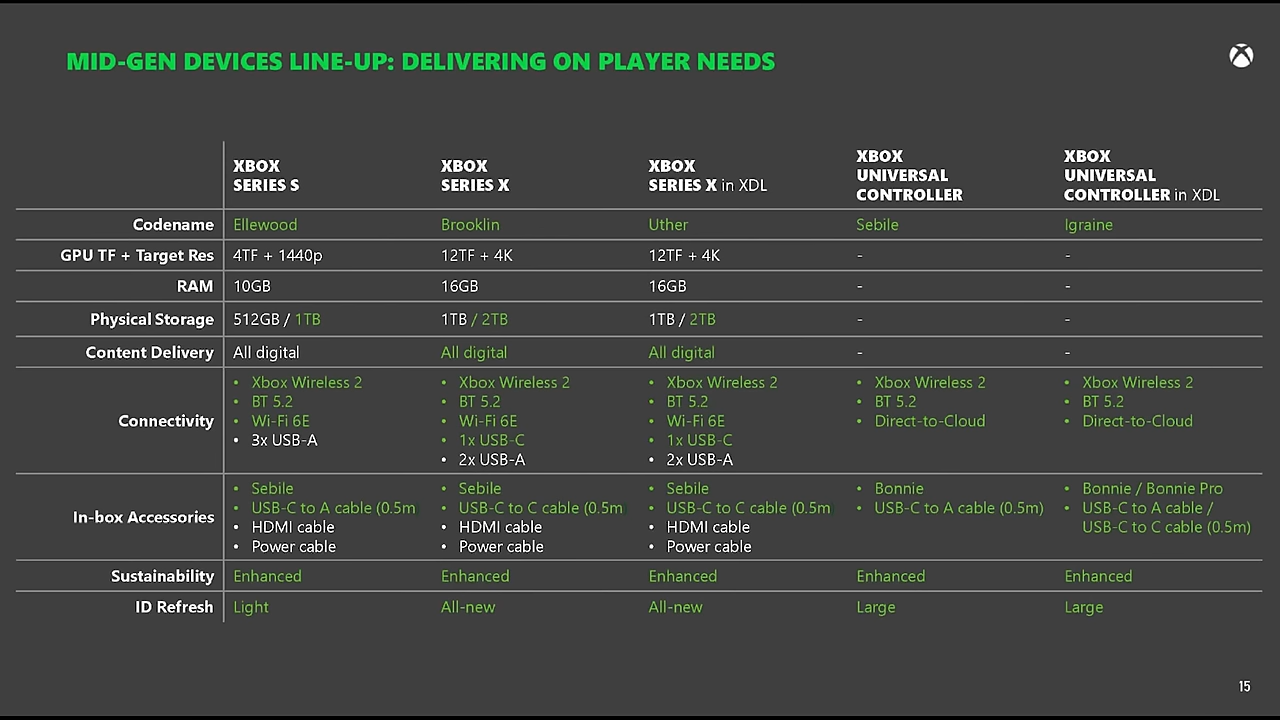 MID-GEN DEVICES LINE-UP: DELIVERING ON PLAYER NEEDS
XBOX SERIES S
XBOX SERIES X
XBOX SERIES X in XDL
XBOX UNIVERSAL CONTROLLER
XBOX UNIVERSAL CONTROLLER in XDL
Codename Ellewood Brooklin Uther Sebile Igraine
GPU TF + Target Res 4TF + 1440p 12TF + 4K 12TF + 4K - -
RAM 10GB 16GB 16GB - -
Physical Storage 512GB / 1TB 1TB / 2TB 1TB / 2TB - -
Content Delivery All digital All digital All digital - -
Connectivity
• Xbox Wireless 2
• BT 5.2
• Wi-Fi 6E
• 3x USB-A
• Xbox Wireless 2
• BT 5.2
• Wi-Fi 6E
• 1x USB-C
• 2x USB-A
• Xbox Wireless 2
• BT 5.2
• Wi-Fi 6E
• 1x USB-C
• 2x USB-A
• Xbox Wireless 2
• BT 5.2
• Direct-to-Cloud
• Xbox Wireless 2
• BT 5.2
• Direct-to-Cloud
In-box Accessories
• Sebile
• USB-C to A cable (0.5m
• HDMI cable
• Power cable
• Sebile
• USB-C to C cable (0.5m
• HDMI cable
• Power cable
• Sebile
• USB-C to C cable (0.5m
• HDMI cable
• Power cable
• Bonnie
• USB-C to A cable (0.5m)
• Bonnie / Bonnie Pro
• USB-C to A cable /
USB-C to C cable (0.5m)
Sustainability Enhanced Enhanced Enhanced Enhanced Enhanced
ID Refresh Light All-new All-new Large Large
15